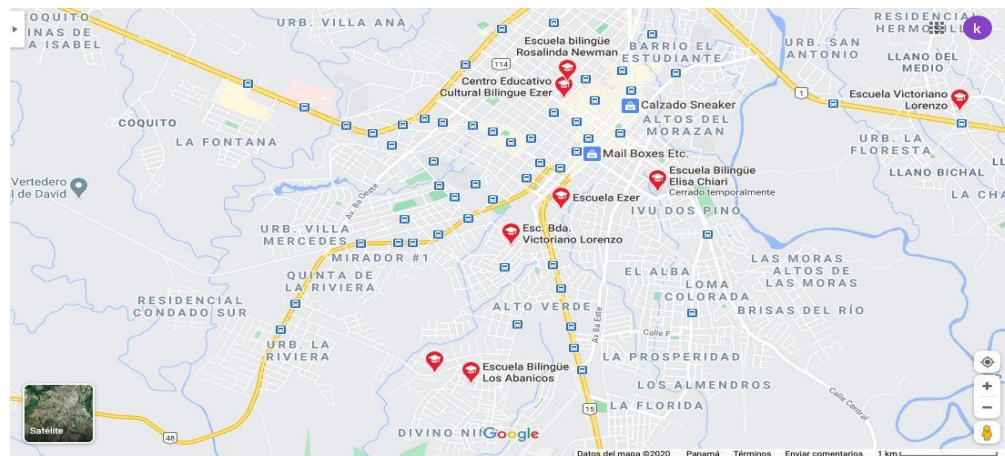 COQUITO
INAS DE
A ISABEL
URB. VILLA ANA
Escuela bilingüe
Rosalinda Newman
114
BARRIO EL
ESTUDIANTE
RESIDENCIAL
k
URB. SAN
ANTONIO
LLANO DEL
MEDIO
Centro Educativo
Cultural Bilingue Ezer
1
Escuela Victoriano
Lorenzo
Calzado Sneaker
COQUITO
ALTOS DEL
MORAZAN
LA FONTANA
URB. LA
FLORESTA
Mail Boxes Etc.
Escuela Bilingüe
Elisa Chiari
Cerrado temporalmente
LLANO BICHAL
Vertedero
l de David
Av. 8a Oeste
Escuela Ezer
LA CHA
IVU DOS PINO
URB. VILLA
MERCEDES
Esc. Bda.
Victoriano Lorenzo
MIRADOR #1
LAS MORAS
ALTOS DE
LAS MORAS
QUINTA DE
LA RIVIERA
EL ALBA
LOMA
COLORADA
RESIDENCIAL
CONDADO SUR
ALTO VERDE
BRISAS DEL RÍO
Av. 8a Este
Calle F
URB. LA
RIVIERA
LA PROSPERIDAD
Escuela Bilingüe
Los Abanicos
LOS ALMENDROS
Calle Central
15
LA FLORIDA
Satélite
48
DIVINO NI
Google
Datos del mapa ©2020 Panamá Términos Enviar comentarios 1 km